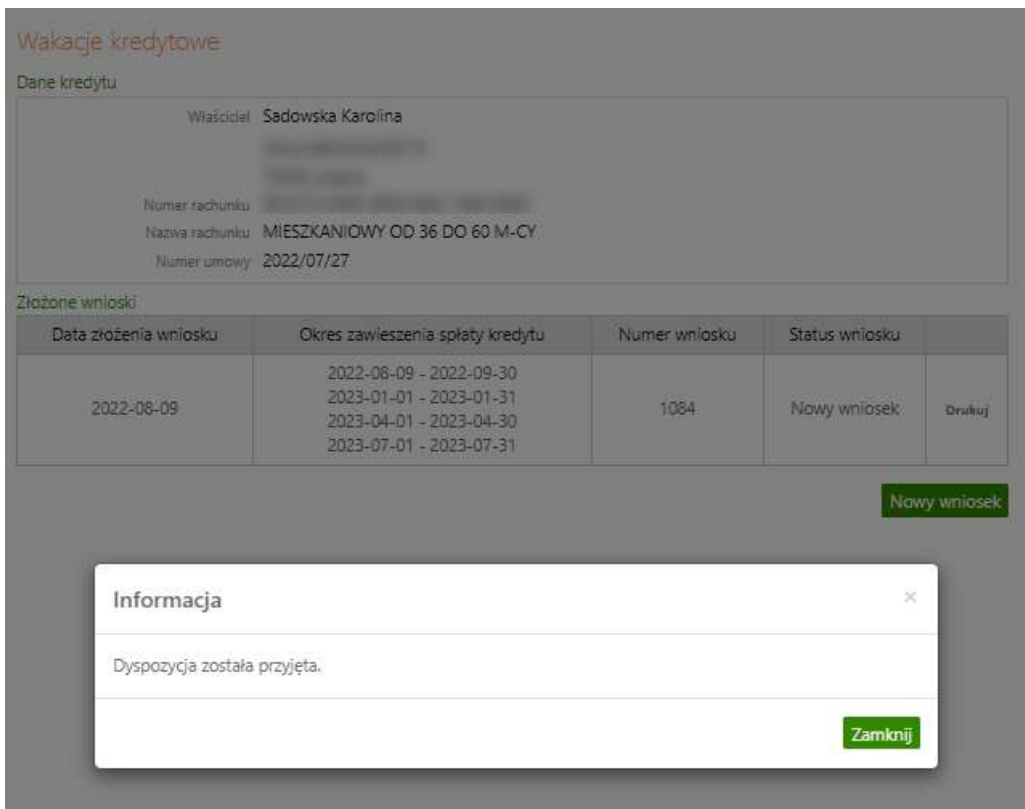 Wakacje kredytowe
Dane kredytu
Właściciel Sadowska Karolina
Numer rachunku
Nazwa rachunku MIESZKANIOWY OD 36 DO 60 M-CY
Numer umowy 2022/07/27
Złożone wnioski
Data złożenia wniosku Okres zawieszenia spłaty kredytu Numer wniosku Status wniosku
2022-08-09 - 2022-09-30
2023-01-01 - 2023-01-31
2022-08-09 1084 Nowy wniosek Drukuj
2023-04-01 - 2023-04-30
2023-07-01 - 2023-07-31
Nowy wniosek
Informacja ×
Dyspozycja została przyjęta.
Zamknij